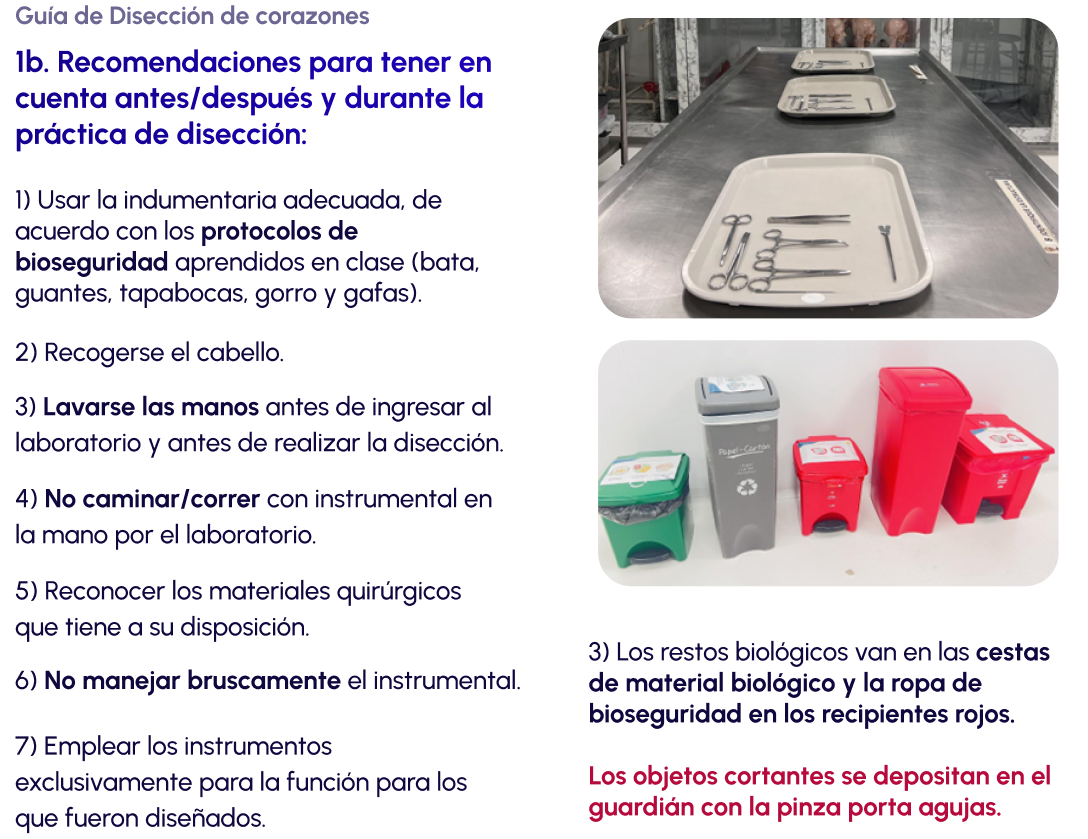 Guía de Disección de corazones
1b. Recomendaciones para tener en
cuenta antes/después y durante la
práctica de disección:
1) Usar la indumentaria adecuada, de
acuerdo con los protocolos de
bioseguridad aprendidos en clase (bata,
guantes, tapabocas, gorro y gafas).
2) Recogerse el cabello.
3) Lavarse las manos antes de ingresar al
laboratorio y antes de realizar la disección.
4) No caminar/correr con instrumental en
la mano por el laboratorio.
5) Reconocer los materiales quirúrgicos
que tiene a su disposición.
6) No manejar bruscamente el instrumental.
7) Emplear los instrumentos
exclusivamente para la función para los
que fueron diseñados.
Papel-Cartón
3) Los restos biológicos van en las cestas
de material biológico y la ropa de
bioseguridad en los recipientes rojos.
Los objetos cortantes se depositan en el
guardián con la pinza porta agujas.